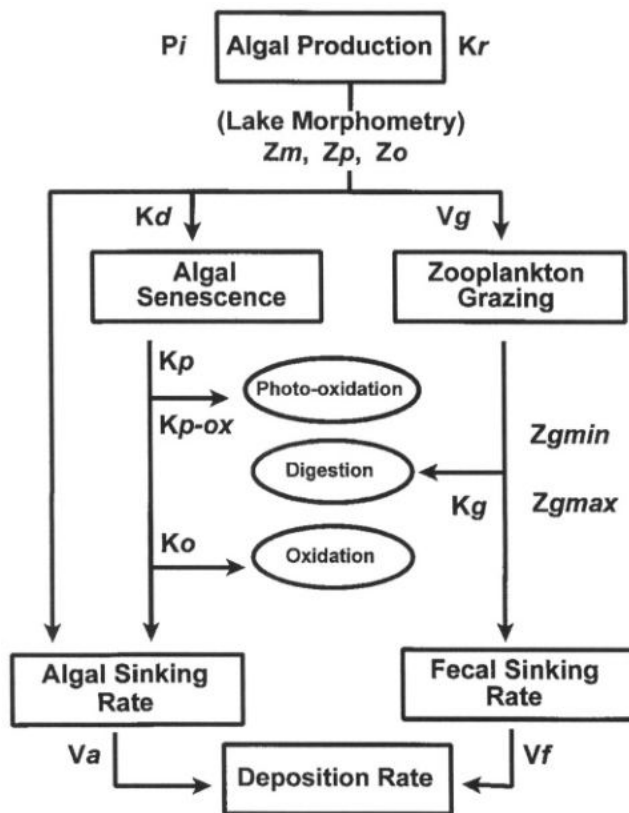 Pi Algal Production Kr
(Lake Morphometry)
Zm, Zp, Zo
Kd Vg
Algal
Senescence
Zooplankton
Grazing
Kp
Photo-oxidation
Kp-ox
Zgmin
Digestion
Kg Zgmax
Ko
Oxidation
Algal Sinking
Rate
Fecal Sinking
Rate
Va Vf
Deposition Rate